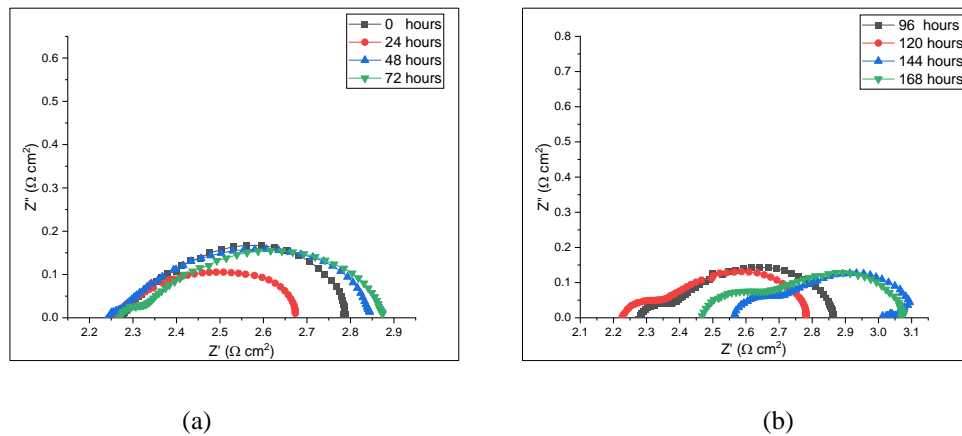 0 hours
24 hours
48 hours
72 hours
0.6
0.5
0.4
0.3
0.2
0.1
0.0
Z'' (Ω cm²)
2.2 2.3 2.4 2.5 2.6 2.7 2.8 2.9
Z' (Ω cm²)
(a)
96 hours
120 hours
144 hours
168 hours
0.8
0.7
0.6
0.5
0.4
0.3
0.2
0.1
0.0
Z'' (Ω cm²)
2.1 2.2 2.3 2.4 2.5 2.6 2.7 2.8 2.9 3.0 3.1
Z' (Ω cm²)
(b)